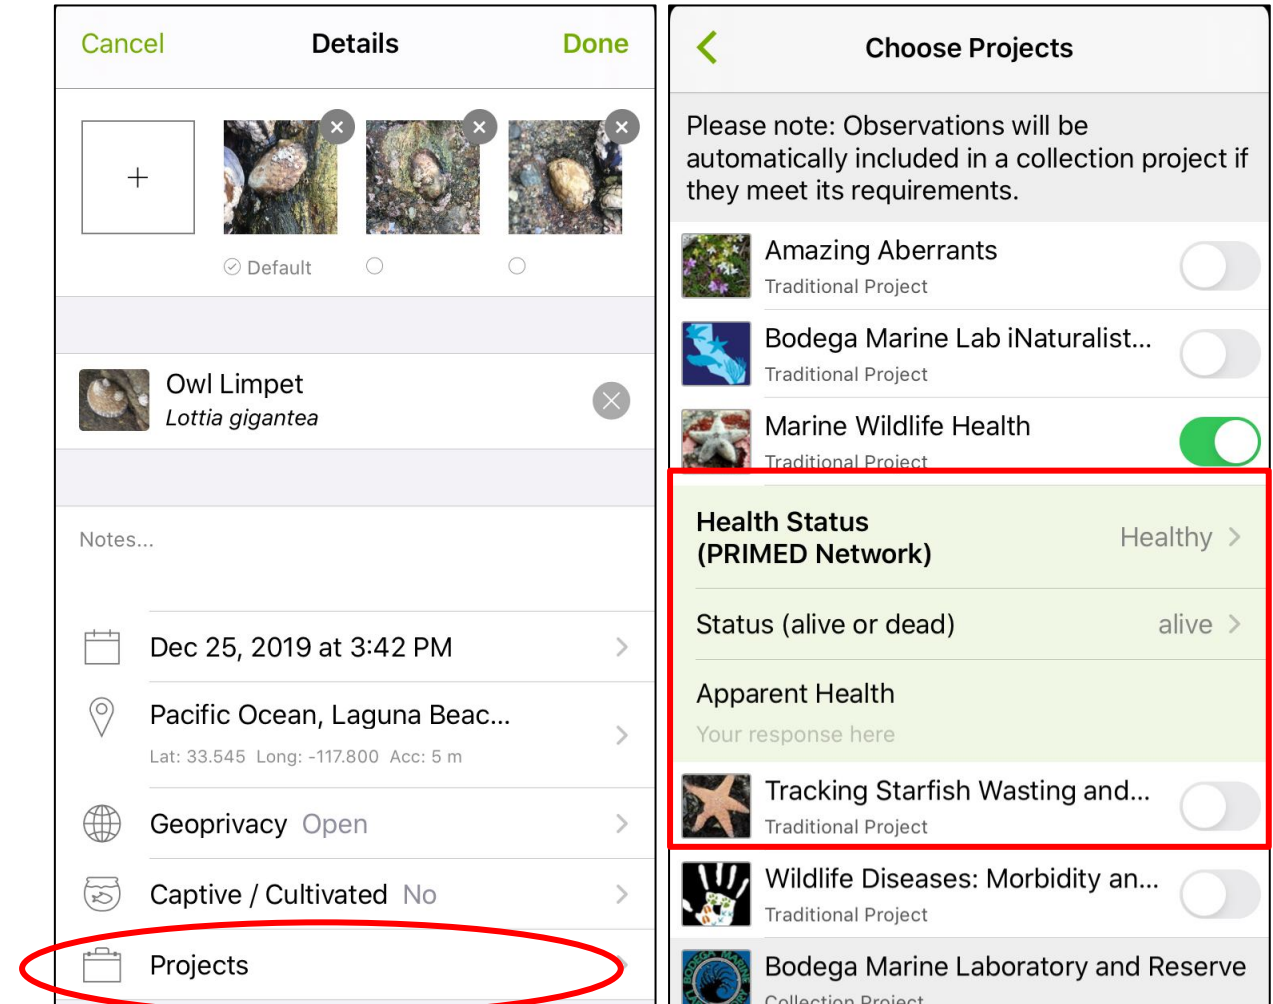 Cancel
Details
Done
Default
Owl Limpet
Lottia gigantea
Notes...
Dec 25, 2019 at 3:42 PM
Pacific Ocean, Laguna Beac...
Lat: 33.545 Long: -117.800 Acc: 5 m
Geoprivacy Open
Captive / Cultivated No
Projects
Choose Projects
Please note: Observations will be
automatically included in a collection project if
they meet its requirements.
Amazing Aberrants
Traditional Project
Bodega Marine Lab iNaturalist...
Traditional Project
Marine Wildlife Health
Traditional Project
Health Status
(PRIMED Network)
Healthy
Status (alive or dead)
alive
Apparent Health
Your response here
Tracking Starfish Wasting and...
Traditional Project
Wildlife Diseases: Morbidity an...
Traditional Project
BODEGA MARINE
Bodega Marine Laboratory and Reserve
Collection Project